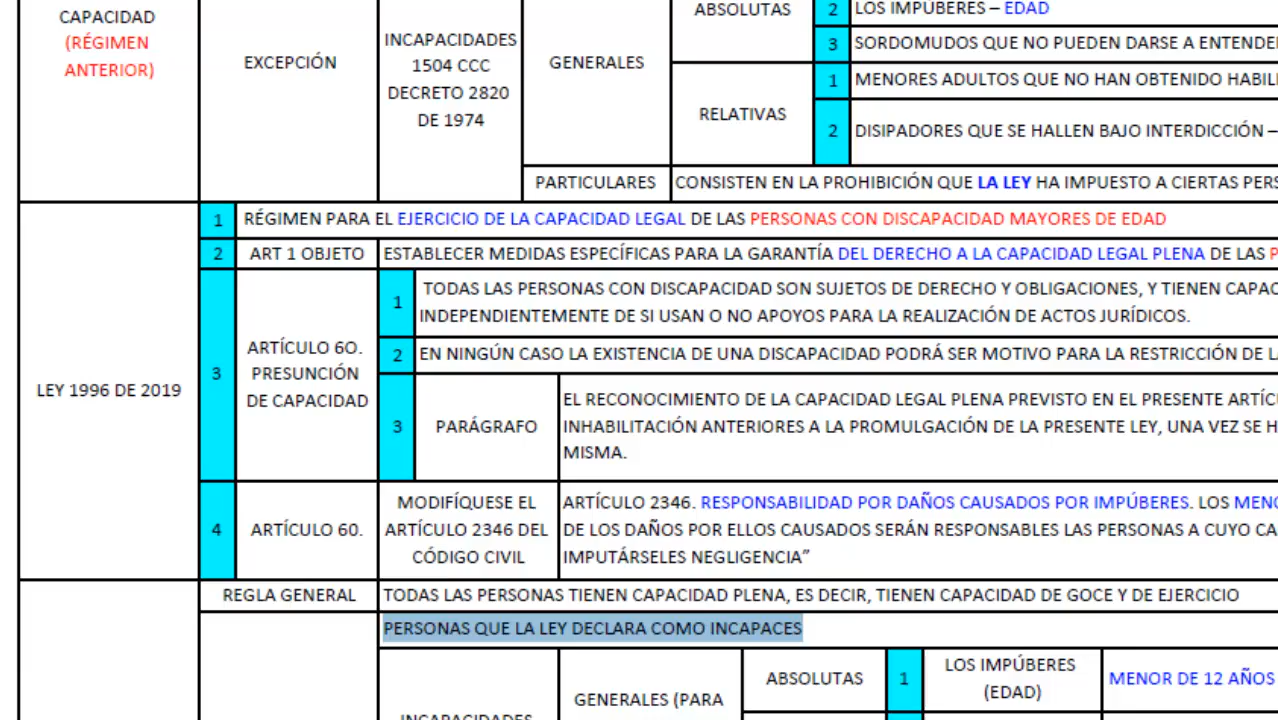 CAPACIDAD
(RÉGIMEN
ANTERIOR)
EXCEPCIÓN
INCAPACIDADES
1504 CCC
DECRETO 2820
DE 1974
GENERALES
ABSOLUTAS
2 LOS IMPÚBERES – EDAD
3 SORDOMUDOS QUE NO PUEDEN DARSE A
RELATIVAS
1 MENORES ADULTOS QUE NO HAN OBTENIDO
2 DISIPADORES QUE SE HALLEN BAJO INTERDICCIÓN –
PARTICULARES
CONSISTEN EN LA PROHIBICIÓN QUE LA LEY HA IMPUESTO A CIERTAS
LEY 1996 DE 2019
1 RÉGIMEN PARA EL EJERCICIO DE LA CAPACIDAD LEGAL DE LAS PERSONAS CON DISCAPACIDAD MAYORES DE EDAD
2 ART 1 OBJETO ESTABLECER MEDIDAS ESPECÍFICAS PARA LA GARANTÍA DEL DERECHO A LA CAPACIDAD LEGAL PLENA DE LAS
3
ARTÍCULO 6O.
PRESUNCIÓN
DE CAPACIDAD
1
TODAS LAS PERSONAS CON DISCAPACIDAD SON SUJETOS DE DERECHO Y OBLIGACIONES, Y TIENEN
INDEPENDIENTEMENTE DE SI USAN O NO APOYOS PARA LA REALIZACIÓN DE ACTOS JURÍDICOS.
2 EN NINGÚN CASO LA EXISTENCIA DE UNA DISCAPACIDAD PODRÁ SER MOTIVO PARA LA RESTRICCIÓN DE
3 PARÁGRAFO
EL RECONOCIMIENTO DE LA CAPACIDAD LEGAL PLENA PREVISTO EN EL PRESENTE
INHABILITACIÓN ANTERIORES A LA PROMULGACIÓN DE LA PRESENTE LEY, UNA VEZ SE
MISMA.
4 ARTÍCULO 60.
MODIFÍQUESE EL
ARTÍCULO 2346 DEL
CÓDIGO CIVIL
ARTÍCULO 2346. RESPONSABILIDAD POR DAÑOS CAUSADOS POR IMPÚBERES. LOS
DE LOS DAÑOS POR ELLOS CAUSADOS SERÁN RESPONSABLES LAS PERSONAS A CUYO
IMPUTÁRSELES NEGLIGENCIA”
REGLA GENERAL TODAS LAS PERSONAS TIENEN CAPACIDAD PLENA, ES DECIR, TIENEN CAPACIDAD DE GOCE Y DE EJERCICIO
PERSONAS QUE LA LEY DECLARA COMO INCAPACES
GENERALES (PARA
ABSOLUTAS
1
LOS IMPÚBERES
(EDAD)
MENOR DE 12 AÑOS
INCAPACIDADES